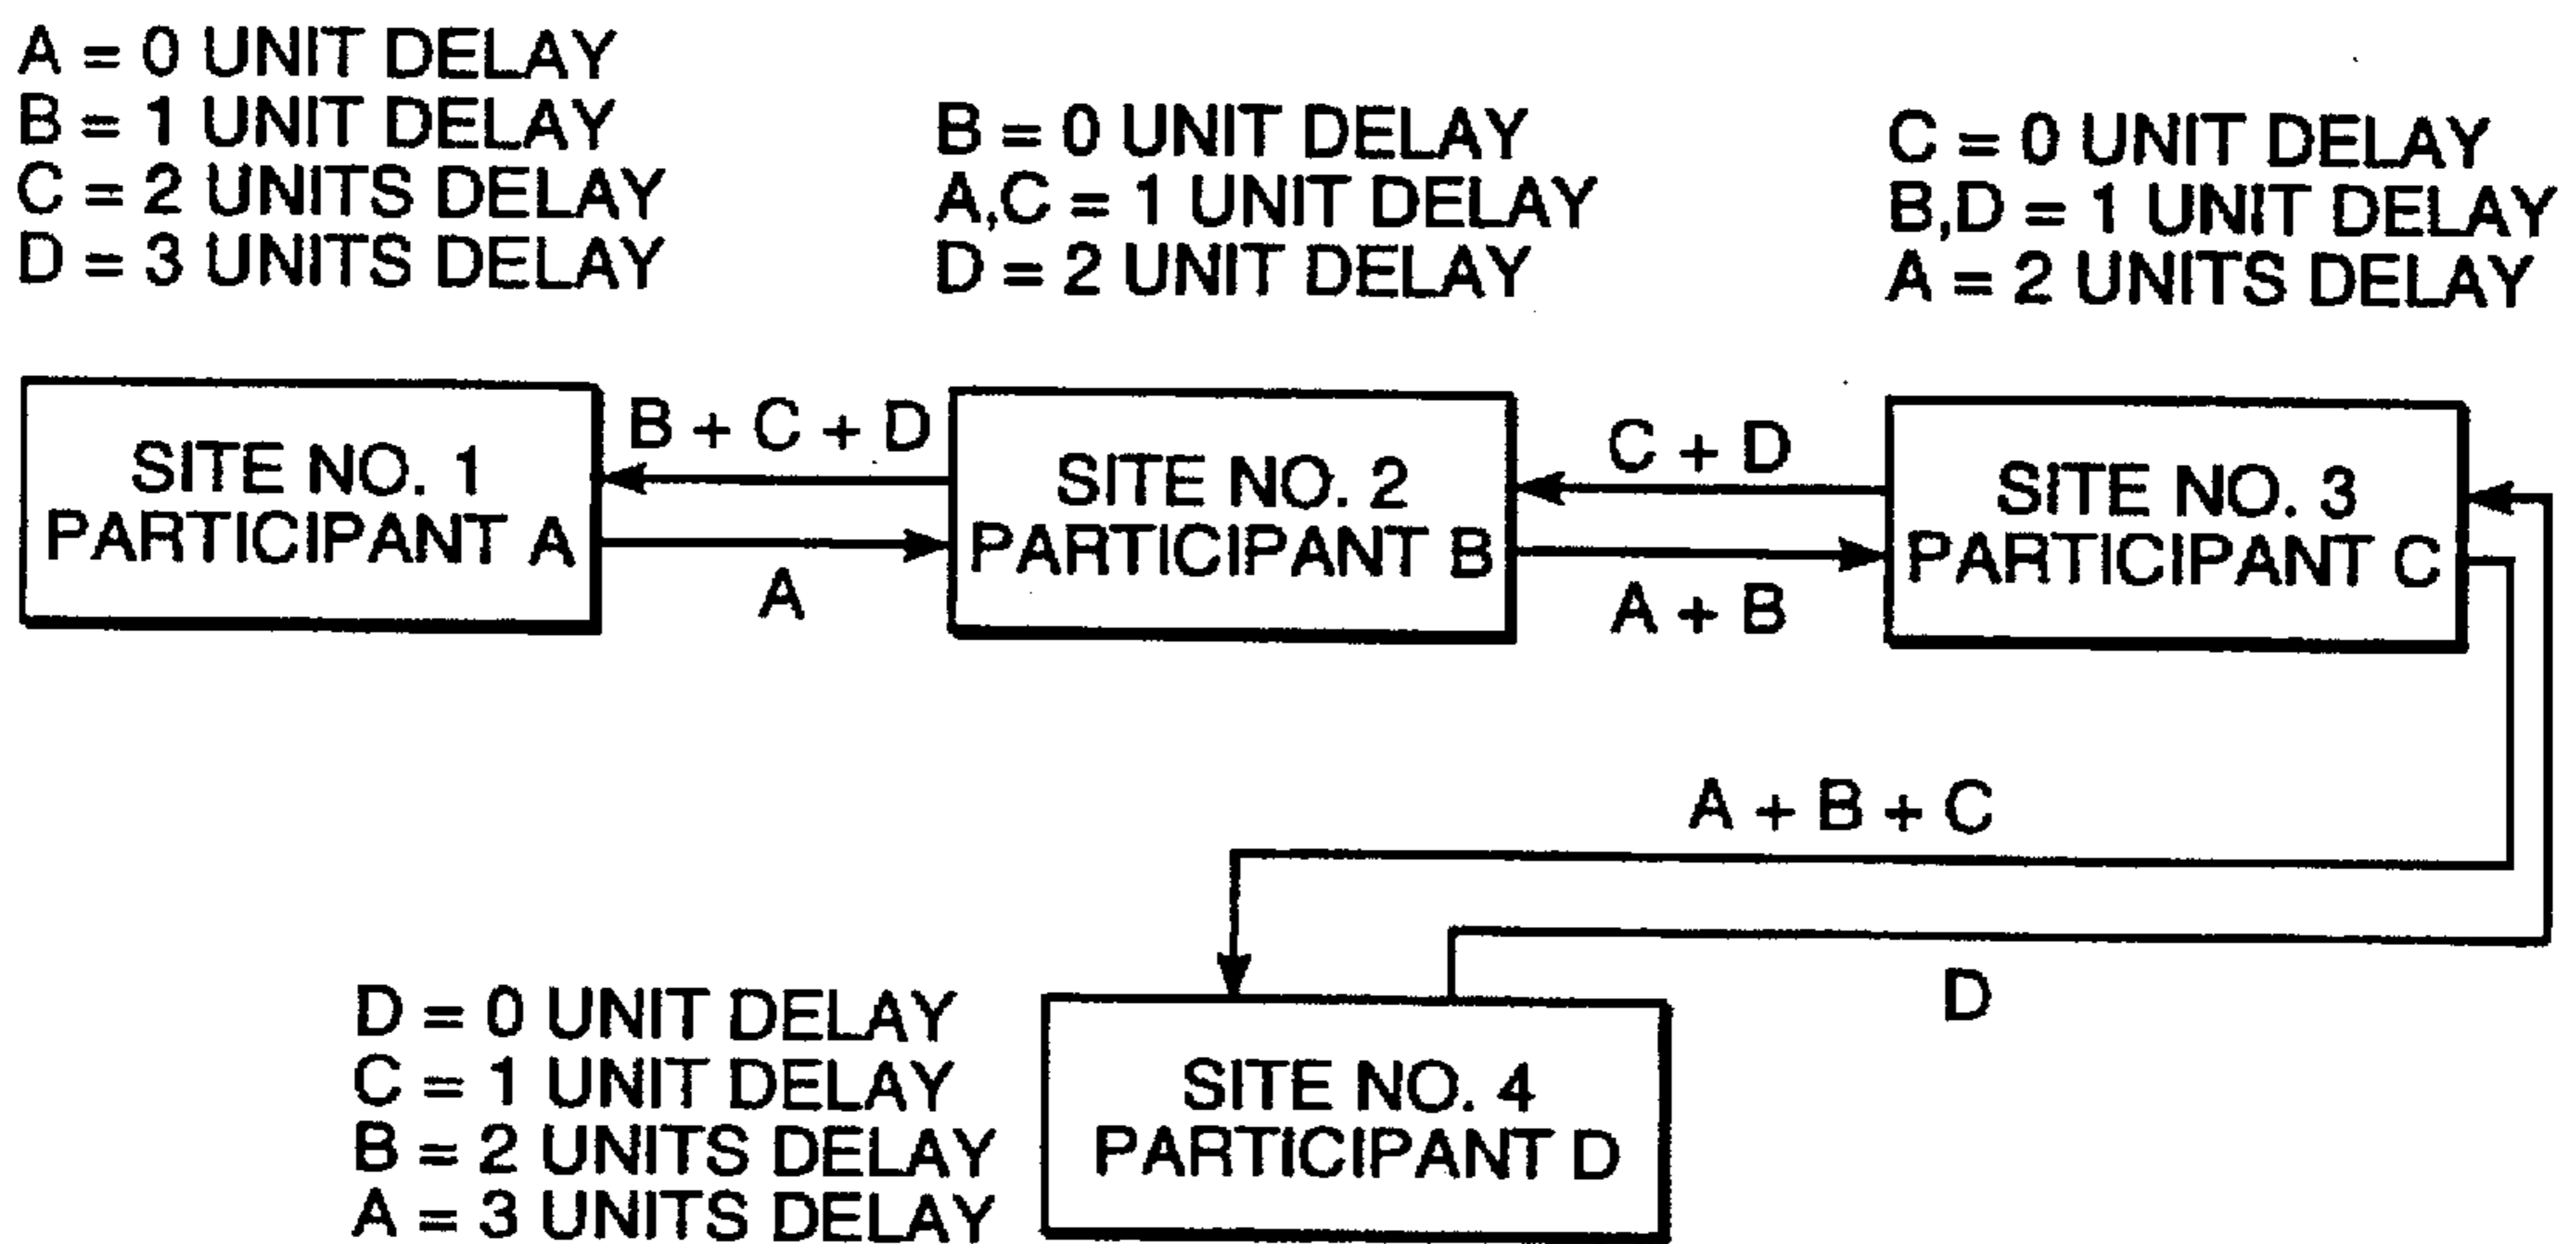 A = 0 UNIT DELAY
B = 1 UNIT DELAY
C = 2 UNITS DELAY
D = 3 UNITS DELAY
B = 0 UNIT DELAY
A,C = 1 UNIT DELAY
D = 2 UNIT DELAY
C = 0 UNIT DELAY
B,D = 1 UNIT DELAY
A = 2 UNITS DELAY
SITE NO. 1
PARTICIPANT A
B + C + D
A
SITE NO. 2
PARTICIPANT B
C + D
A + B
SITE NO. 3
PARTICIPANT C
A + B + C
D
D = 0 UNIT DELAY
C = 1 UNIT DELAY
B = 2 UNITS DELAY
A = 3 UNITS DELAY
SITE NO. 4
PARTICIPANT D